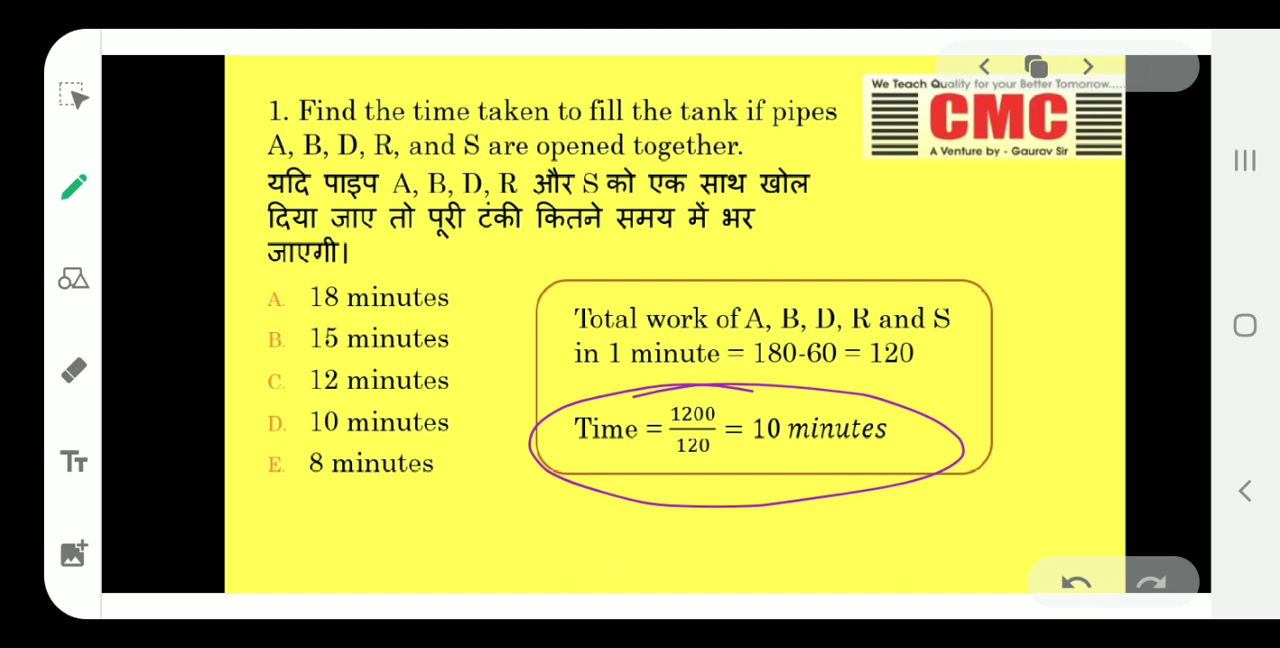 We Teach Quality for your Better Tomorrow.....
CMC
A Venture by - Gaurav Sir
1. Find the time taken to fill the tank if pipes
A, B, D, R, and S are opened together.
यदि पाइप A, B, D, R और S को एक साथ खोल
दिया जाए तो पूरी टंकी कितने समय में भर
जाएगी।
A. 18 minutes
B. 15 minutes
C. 12 minutes
D. 10 minutes
E. 8 minutes
Total work of A, B, D, R and S
in 1 minute = 180-60 = 120
Time = 1200/120 = 10 minutes
TT